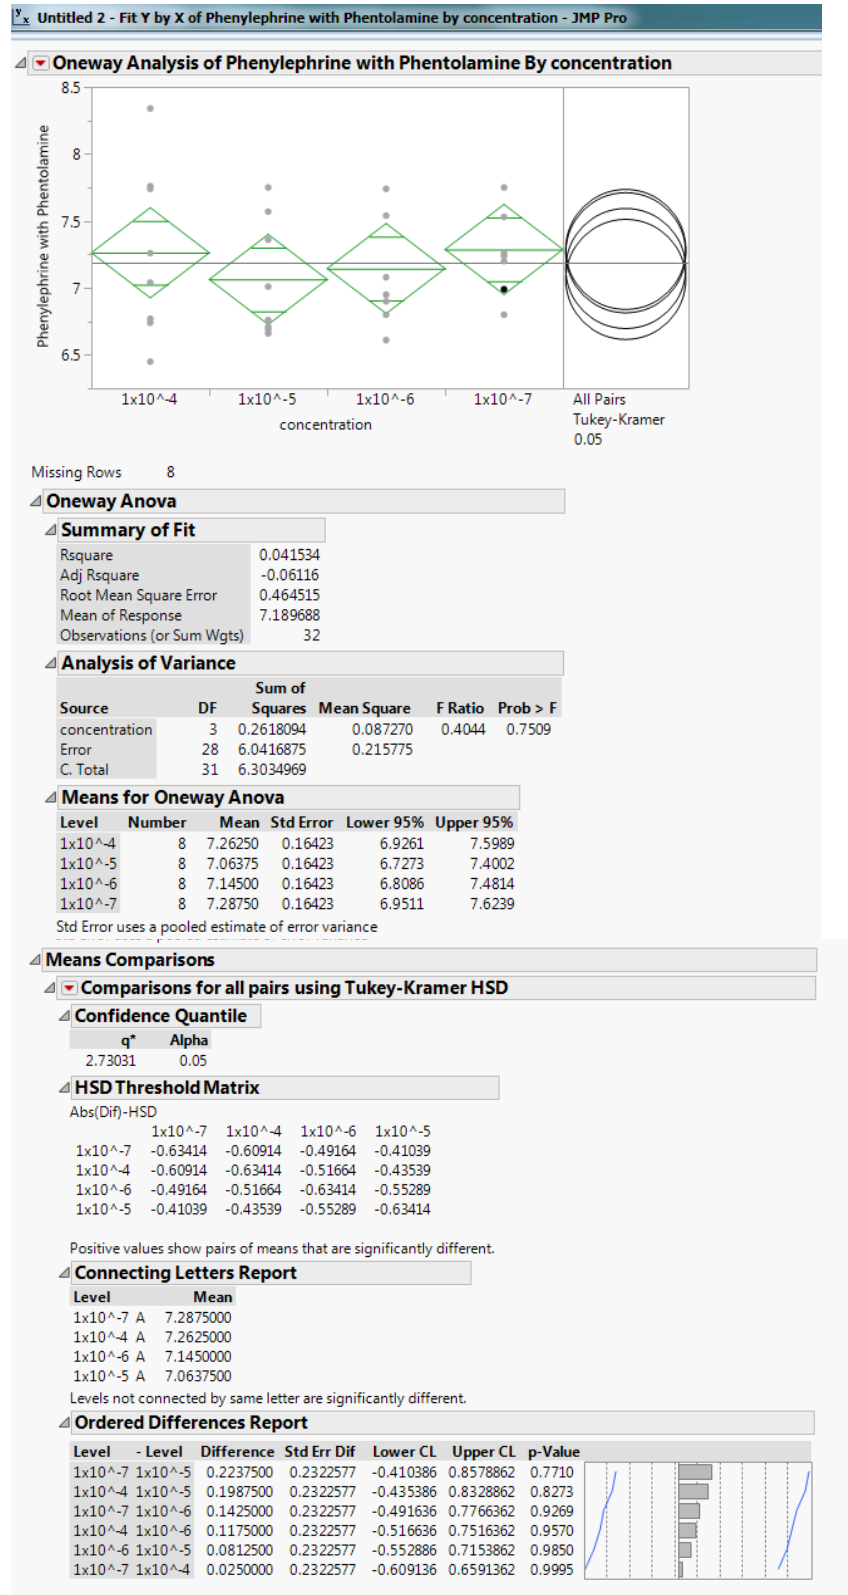 Untitled 2 - Fit Y by X of Phenylephrine with Phentolamine by concentration - JMP Pro
Oneway Analysis of Phenylephrine with Phentolamine By concentration
Phenylephrine with Phentolamine
8.5
8
7.5
7
6.5
1x10^-4 1x10^-5 1x10^-6 1x10^-7
concentration
All Pairs
Tukey-Kramer
0.05
Missing Rows 8
Oneway Anova
Summary of Fit
Rsquare 0.041534
Adj Rsquare -0.06116
Root Mean Square Error 0.464515
Mean of Response 7.189688
Observations (or Sum Wgts) 32
Analysis of Variance
Sum of
Source DF Squares Mean Square F Ratio Prob > F
concentration 3 0.2618094 0.087270 0.4044 0.7509
Error 28 6.0416875 0.215775
C. Total 31 6.3034969
Means for Oneway Anova
Level Number Mean Std Error Lower 95% Upper 95%
1x10^-4 8 7.26250 0.16423 6.9261 7.5989
1x10^-5 8 7.06375 0.16423 6.7273 7.4002
1x10^-6 8 7.14500 0.16423 6.8086 7.4814
1x10^-7 8 7.28750 0.16423 6.9511 7.6239
Std Error uses a pooled estimate of error variance
Means Comparisons
Comparisons for all pairs using Tukey-Kramer HSD
Confidence Quantile
q* Alpha
2.73031 0.05
HSD Threshold Matrix
Abs(Dif)-HSD
1x10^-7 1x10^-4 1x10^-6 1x10^-5
1x10^-7 -0.63414 -0.60914 -0.49164 -0.41039
1x10^-4 -0.60914 -0.63414 -0.51664 -0.43539
1x10^-6 -0.49164 -0.51664 -0.63414 -0.55289
1x10^-5 -0.41039 -0.43539 -0.55289 -0.63414
Positive values show pairs of means that are significantly different.
Connecting Letters Report
Level Mean
1x10^-7 A 7.2875000
1x10^-4 A 7.2625000
1x10^-6 A 7.1450000
1x10^-5 A 7.0637500
Levels not connected by same letter are significantly different.
Ordered Differences Report
Level - Level Difference Std Err Dif Lower CL Upper CL p-Value
1x10^-7 1x10^-5 0.2237500 0.2322577 -0.410386 0.8578862 0.7710
1x10^-4 1x10^-5 0.1987500 0.2322577 -0.435386 0.8328862 0.8273
1x10^-7 1x10^-6 0.1425000 0.2322577 -0.491636 0.7766362 0.9269
1x10^-4 1x10^-6 0.1175000 0.2322577 -0.516636 0.7516362 0.9570
1x10^-6 1x10^-5 0.0812500 0.2322577 -0.552886 0.7153862 0.9850
1x10^-7 1x10^-4 0.0250000 0.2322577 -0.609136 0.6591362 0.9995